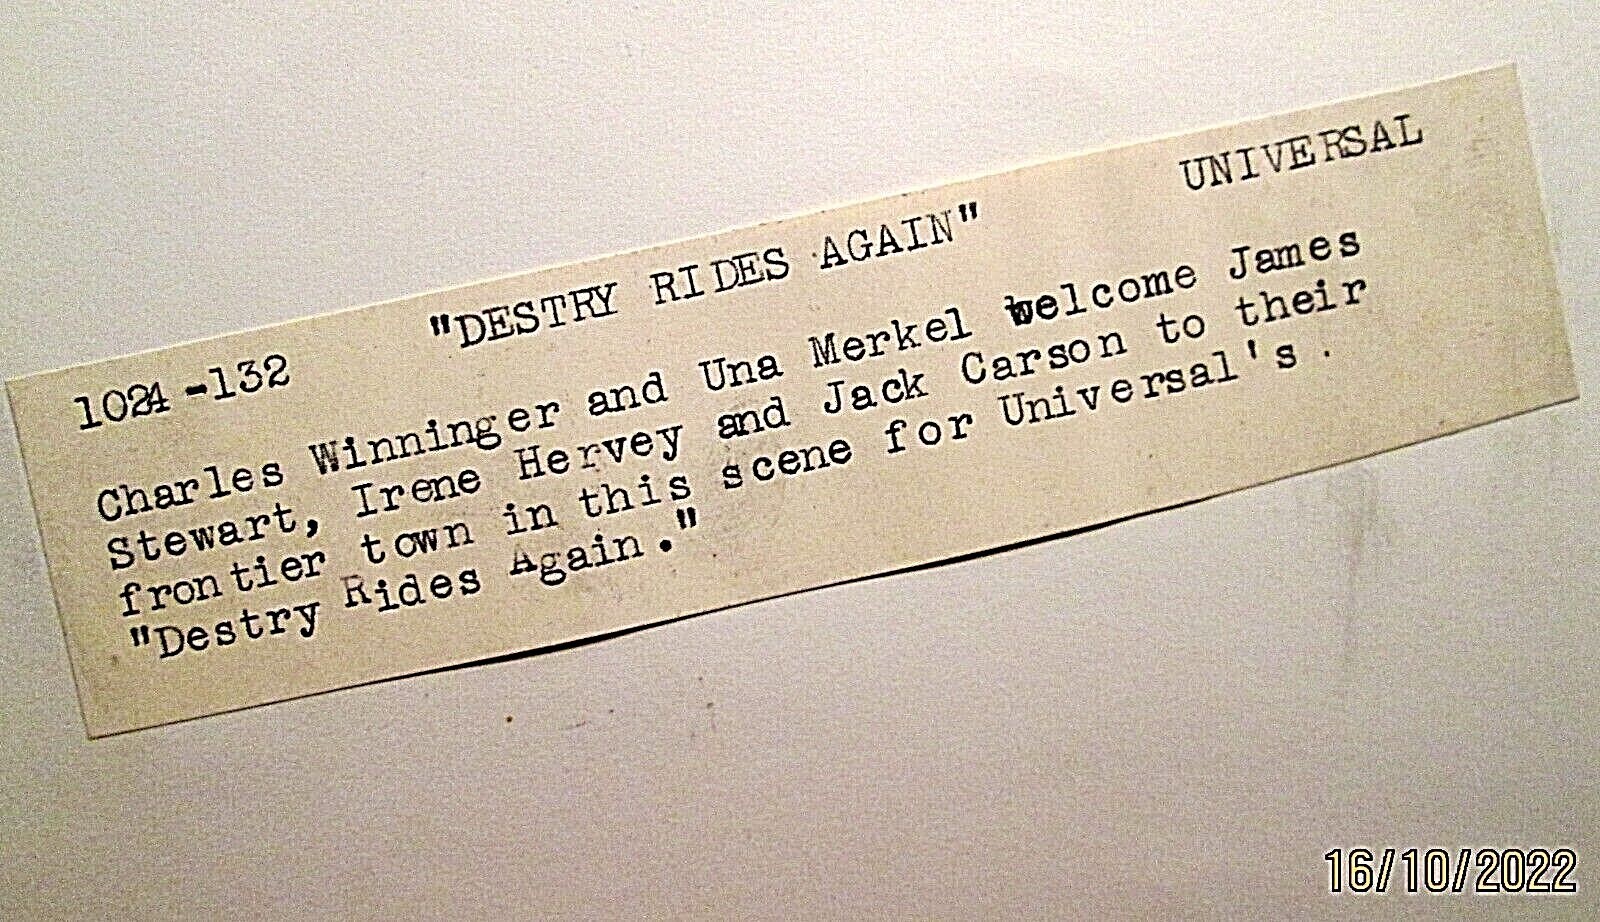 1024-132 "DESTRY RIDES AGAIN" UNIVERSAL
Charles Winninger and Una Merkel welcome James
Stewart, Irene Hervey and Jack Carson to their
frontier town in this scene for Universal's.
"Destry Rides Again."
16/10/2022